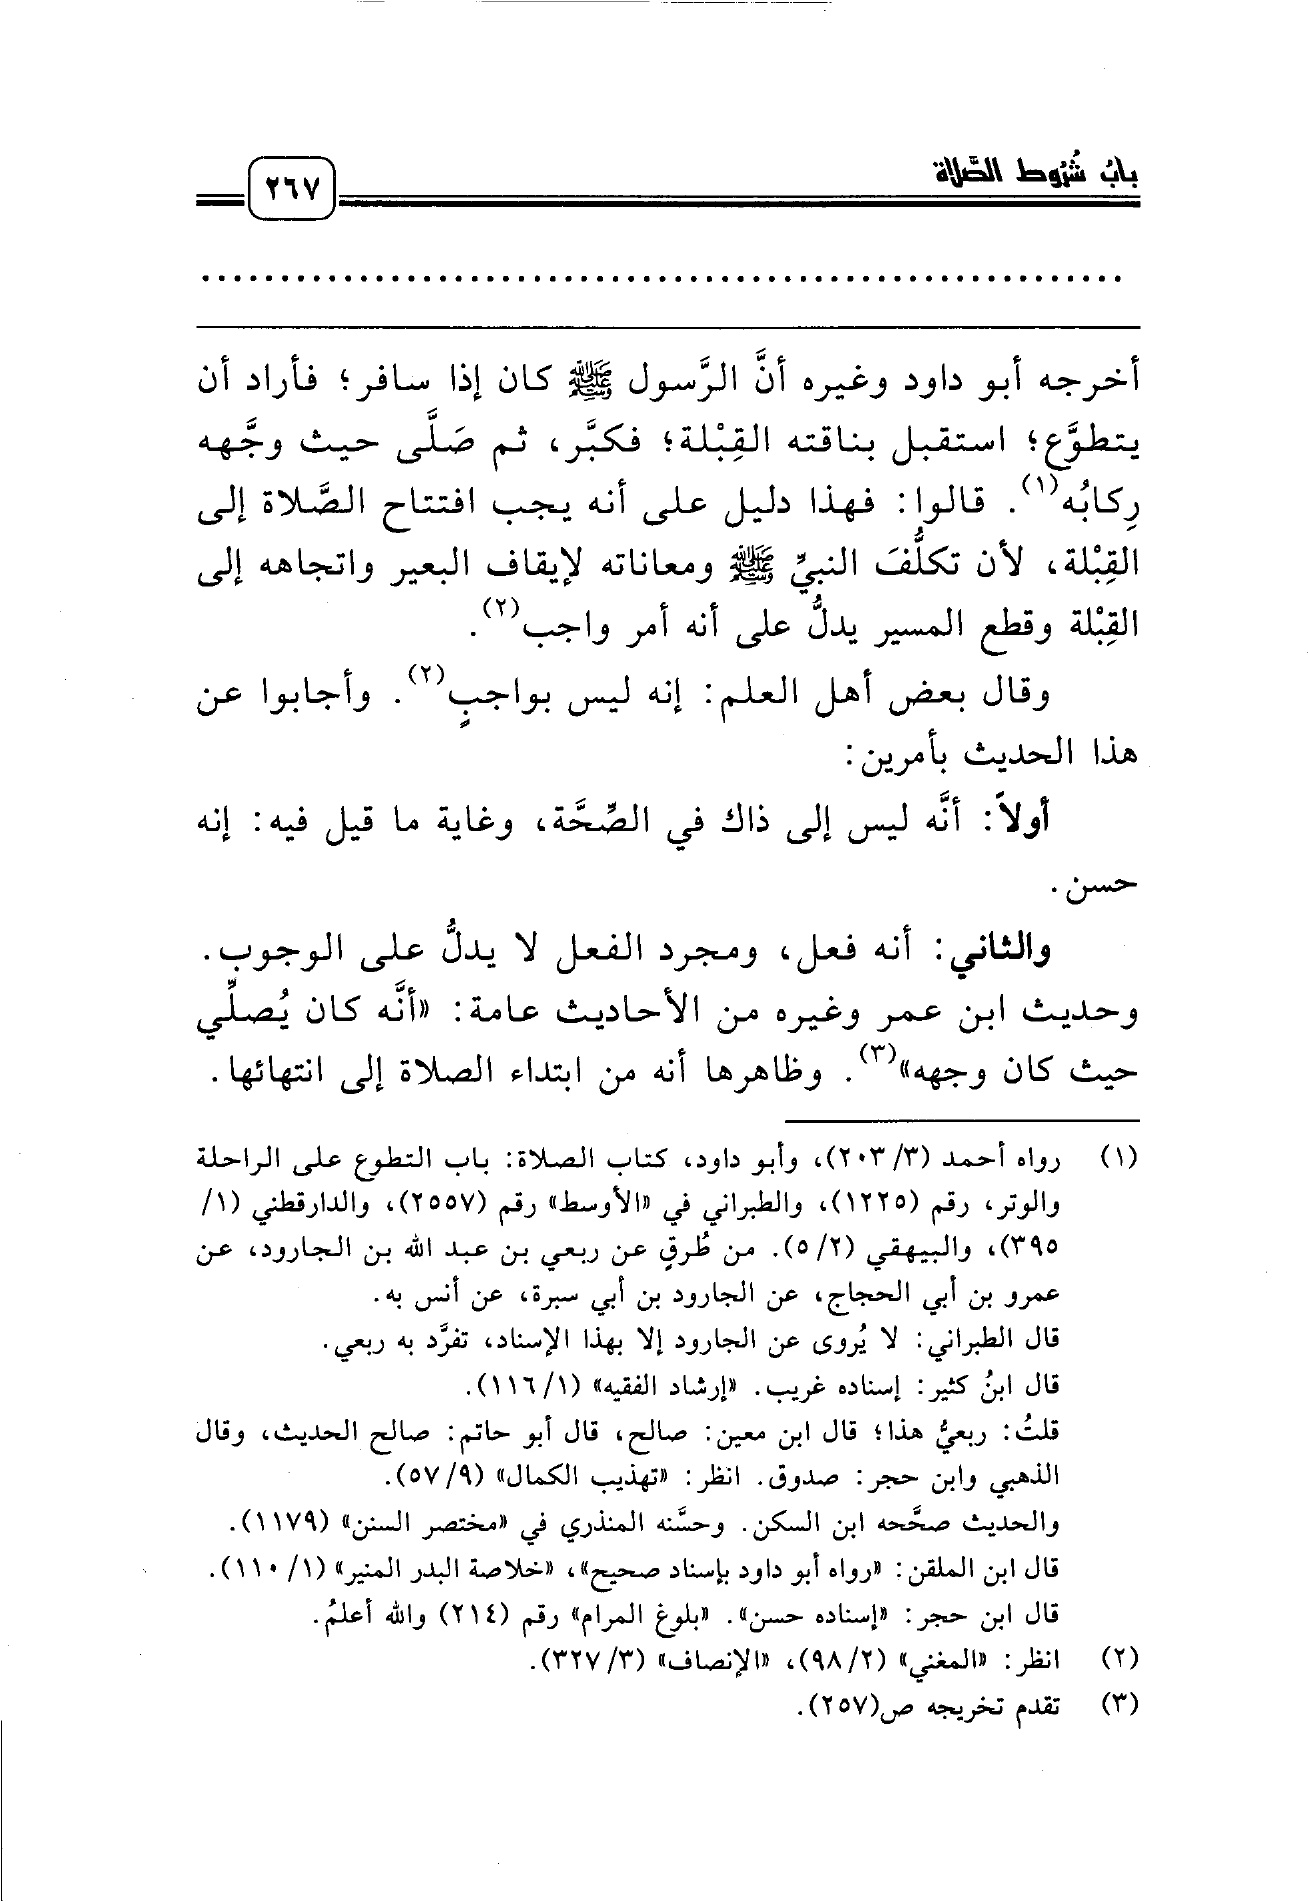 بابُ شُرُوط الصَّلاة
٢٦٧
أخرجه أبو داود وغيره أنَّ الرَّسول ﷺ كان إذا سافر؛ فأراد أن
يتطوَّع؛ استقبل بناقته القِبْلة؛ فكبَّر، ثم صَلَّى حيث وجَّهه
رِكابُه(١). قالوا: فهذا دليل على أنه يجب افتتاح الصَّلاة إلى
القِبْلة، لأن تكلُّفَ النبيِّ ﷺ ومعاناته لإيقاف البعير واتجاهه إلى
القِبْلة وقطع المسير يدلُّ على أنه أمر واجب(٢).
وقال بعض أهل العلم: إنه ليس بواجبٍ(٢). وأجابوا عن
هذا الحديث بأمرين:
أولاً: أنَّه ليس إلى ذاك في الصِّحَّة، وغاية ما قيل فيه: إنه
حسن.
والثاني: أنه فعل، ومجرد الفعل لا يدلُّ على الوجوب.
وحديث ابن عمر وغيره من الأحاديث عامة: «أنَّه كان يُصلِّي
حيث كان وجهه»(٣). وظاهرها أنه من ابتداء الصلاة إلى انتهائها.
(١) رواه أحمد (٢٠٣/٣)، وأبو داود، كتاب الصلاة: باب التطوع على الراحلة
والوتر، رقم (١٢٢٥)، والطبراني في «الأوسط» رقم (٢٥٥٧)، والدارقطني (١/
٣٩٥)، والبيهقي (٥/٢). من طُرقٍ عن ربعي بن عبد الله بن الجارود، عن
عمرو بن أبي الحجاج، عن الجارود بن أبي سبرة، عن أنس به.
قال الطبراني: لا يُروى عن الجارود إلا بهذا الإسناد، تفرَّد به ربعي.
قال ابنُ كثير: إسناده غريب. «إرشاد الفقيه» (١١٦/١).
قلتُ: ربعيُّ هذا؛ قال ابن معين: صالح، قال أبو حاتم: صالح الحديث، وقال
الذهبي وابن حجر: صدوق. انظر: «تهذيب الكمال» (٥٧/٩).
والحديث صحَّحه ابن السكن. وحسَّنه المنذري في «مختصر السنن» (١١٧٩).
قال ابن الملقن: «رواه أبو داود بإسناد صحيح»، «خلاصة البدر المنير» (١١٠/١).
قال ابن حجر: «إسناده حسن». «بلوغ المرام» رقم (٢١٤) والله أعلمُ.
(٢) انظر: «المغني» (٩٨/٢)، «الإنصاف» (٣٢٧/٣).
(٣) تقدم تخريجه ص(٢٥٧).